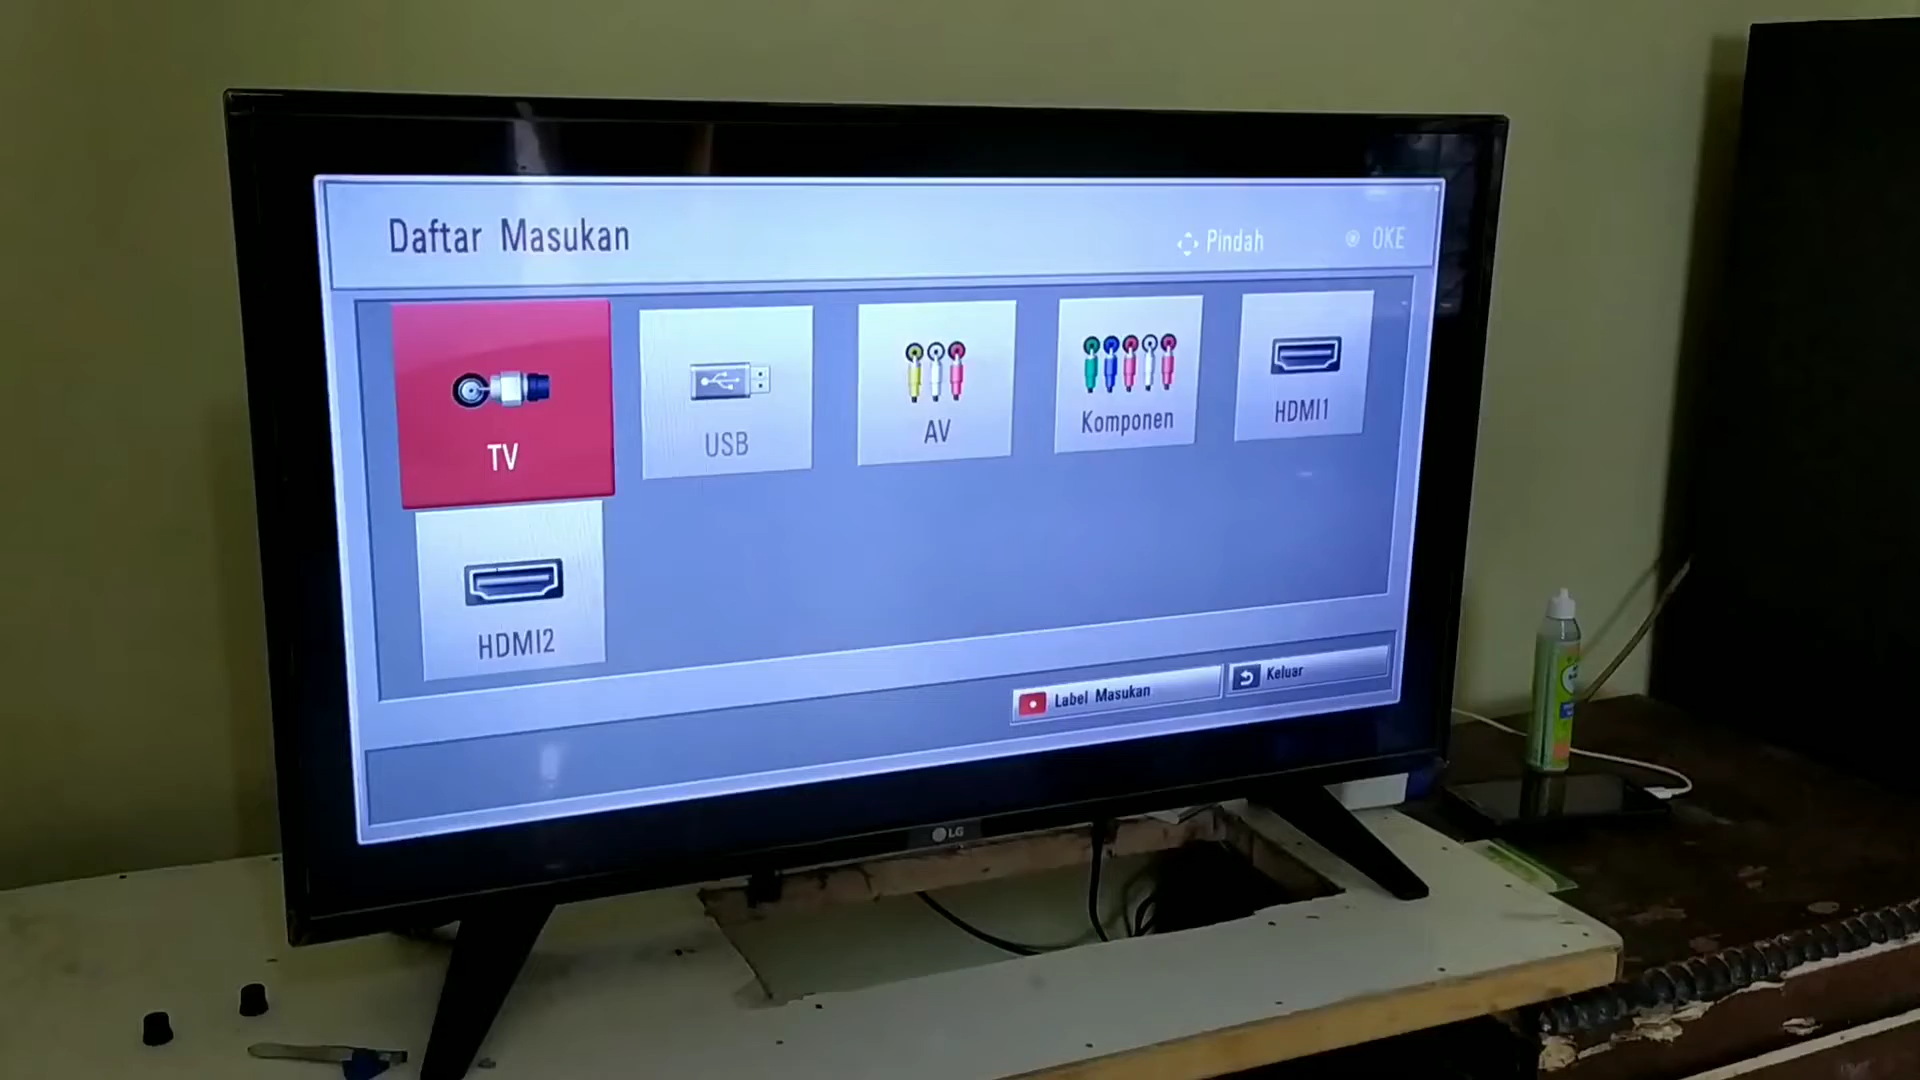 Daftar Masukan
Pindah
OKE
TV
USB
AV
Komponen
HDMI1
HDMI2
Label Masukan
Keluar
LG